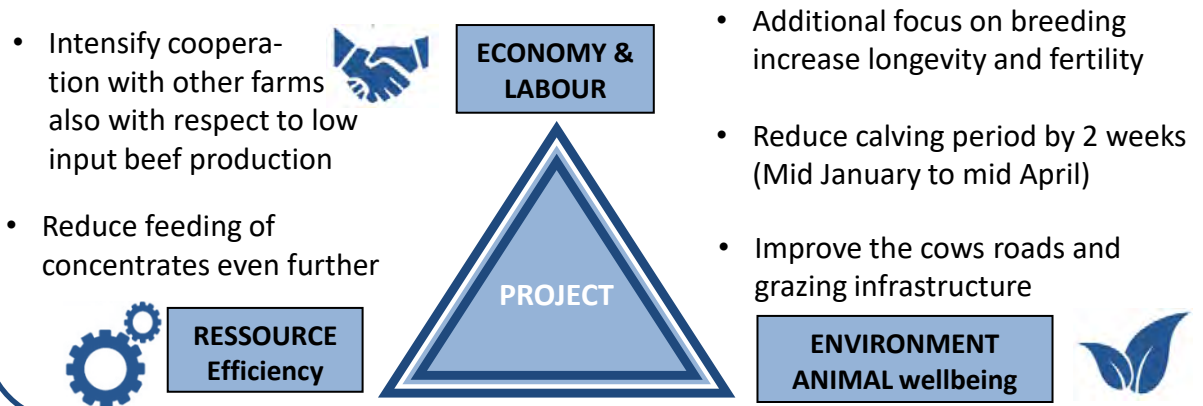 • Intensify coopera-
tion with other farms
also with respect to low
input beef production
• Reduce feeding of
concentrates even further
ECONOMY &
LABOUR
• Additional focus on breeding
increase longevity and fertility
• Reduce calving period by 2 weeks
(Mid January to mid April)
• Improve the cows roads and
grazing infrastructure
PROJECT
RESSOURCE
Efficiency
ENVIRONMENT
ANIMAL wellbeing